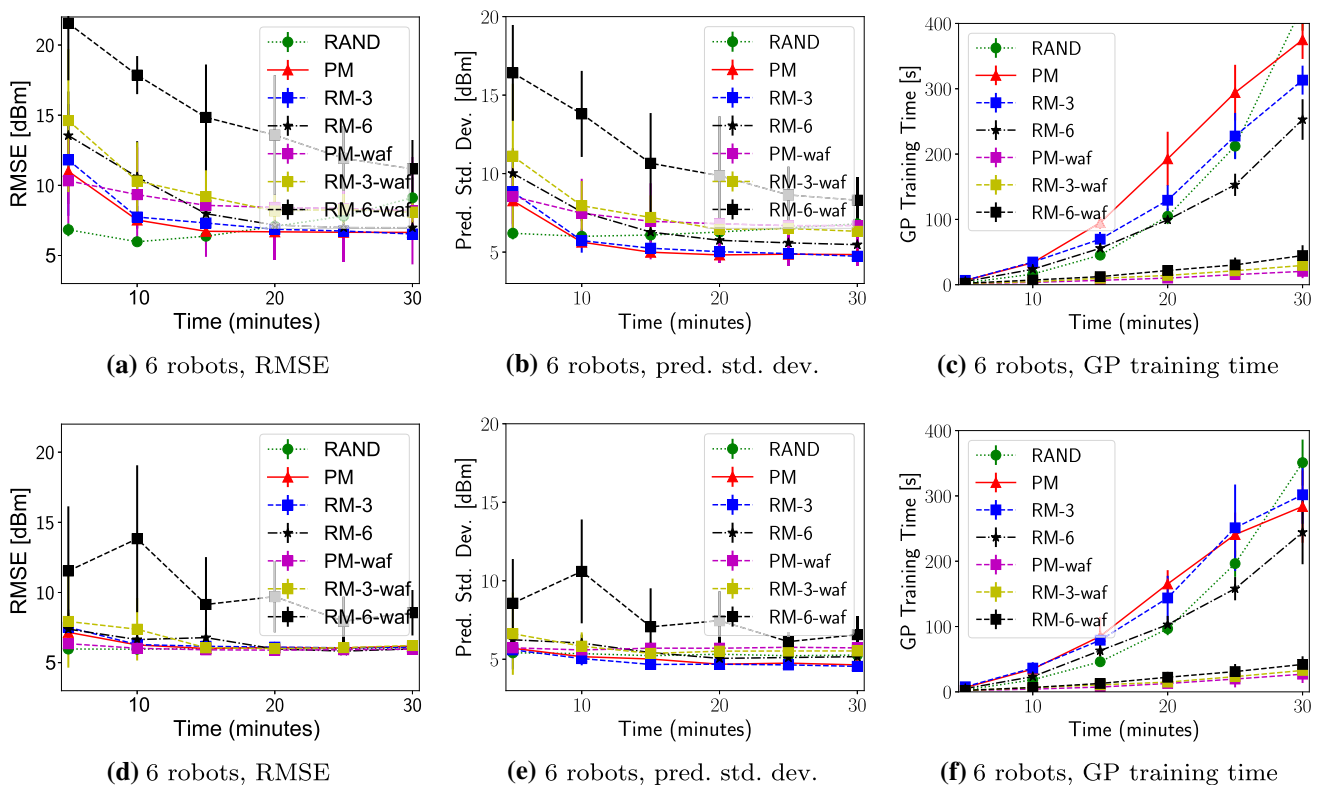 RMSE [dBm]
20
15
10
5
10
20
30
Time (minutes)
RAND
PM
RM-3
RM-6
PM-waf
RM-3-waf
RM-6-waf
(a) 6 robots, RMSE
Pred. Std. Dev. [dBm]
20
15
10
5
10
20
30
Time (minutes)
RAND
PM
RM-3
RM-6
PM-waf
RM-3-waf
RM-6-waf
(b) 6 robots, pred. std. dev.
GP Training Time [s]
400
300
200
100
0
10
20
30
Time (minutes)
RAND
PM
RM-3
RM-6
PM-waf
RM-3-waf
RM-6-waf
(c) 6 robots, GP training time
RMSE [dBm]
20
15
10
5
10
20
30
Time (minutes)
RAND
PM
RM-3
RM-6
PM-waf
RM-3-waf
RM-6-waf
(d) 6 robots, RMSE
Pred. Std. Dev. [dBm]
20
15
10
5
10
20
30
Time (minutes)
RAND
PM
RM-3
RM-6
PM-waf
RM-3-waf
RM-6-waf
(e) 6 robots, pred. std. dev.
GP Training Time [s]
400
300
200
100
0
10
20
30
Time (minutes)
RAND
PM
RM-3
RM-6
PM-waf
RM-3-waf
RM-6-waf
(f) 6 robots, GP training time